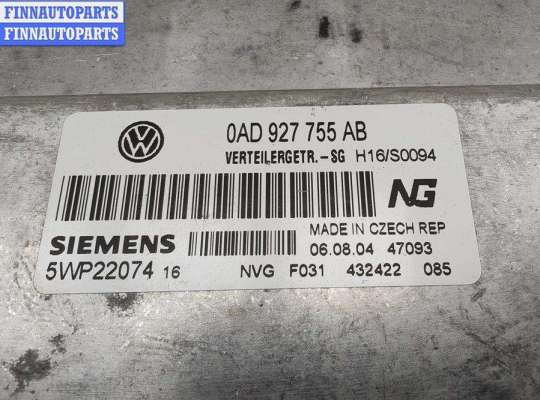 FINNAUTOPARTS
FINNAUTOPARTS
VW
0AD 927 755 AB
VERTEILERGETR.-SG H16/S0094
NG
SIEMENS
MADE IN CZECH REP
06.08.04 47093
5WP22074 16
NVG F031 432422 085